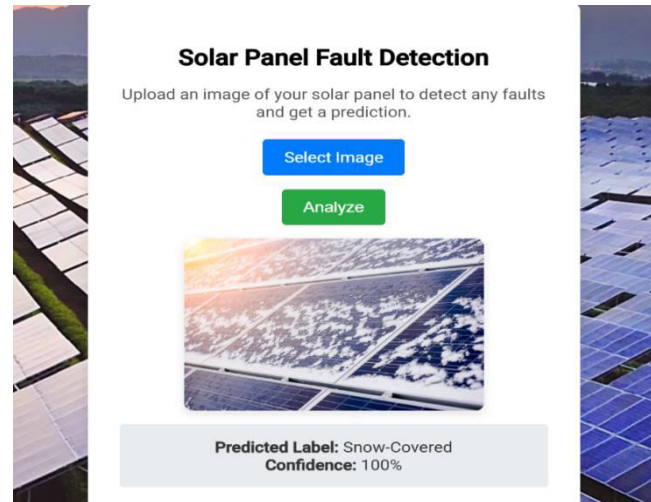 Solar Panel Fault Detection
Upload an image of your solar panel to detect any faults
and get a prediction.
Select Image
Analyze
Predicted Label: Snow-Covered
Confidence: 100%